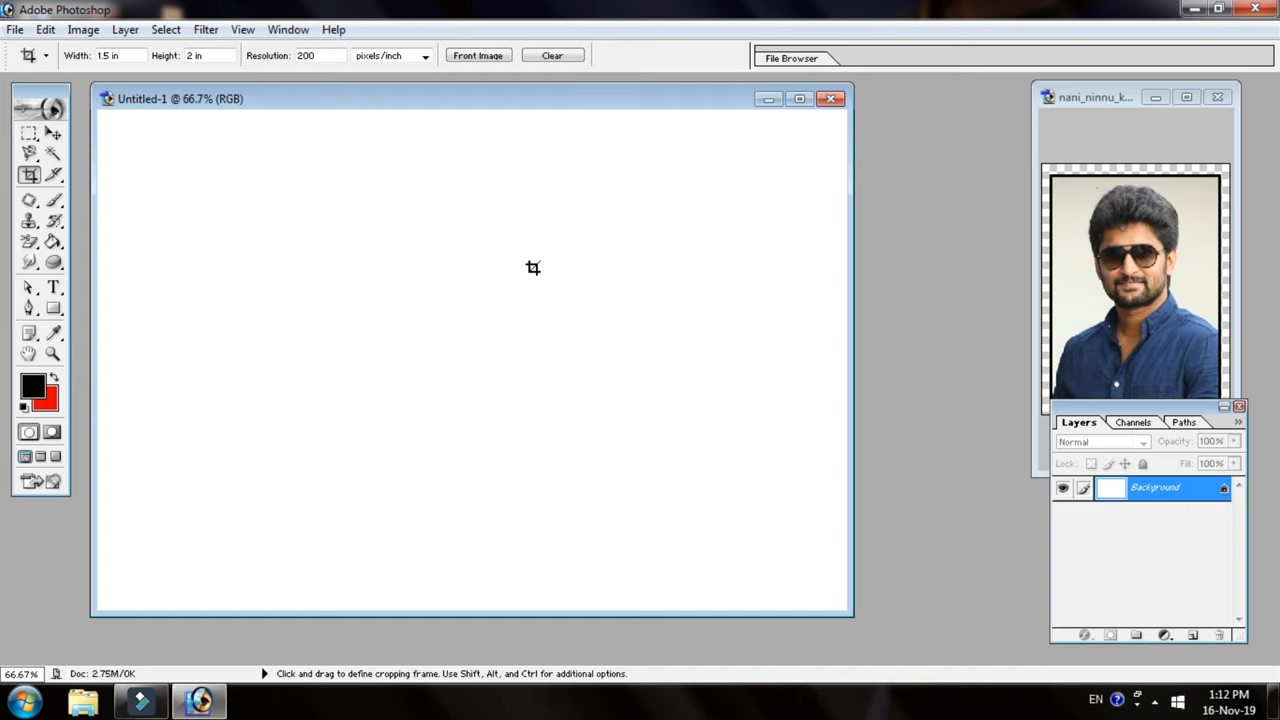 Adobe Photoshop
File Edit Image Layer Select Filter View Window Help
Width: 1.5 in Height: 2 in Resolution: 200 pixels/inch Front Image Clear File Browser
Untitled-1 @ 66.7% (RGB)
nani_ninnu_k...
Layers Channels Paths
Normal Opacity: 100%
Lock: Fill: 100%
Background
66.67% Doc: 2.75M/0K Click and drag to define cropping frame. Use Shift, Alt, and Ctrl for additional options.
EN 1:12 PM
16-Nov-19